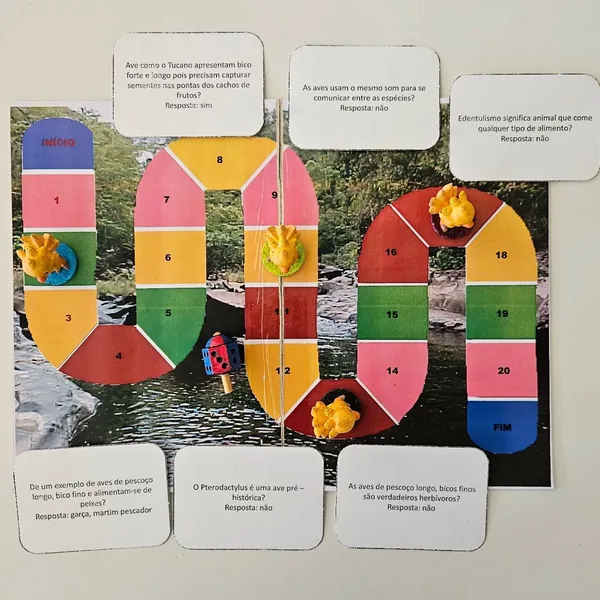 Ave como o Tucano apresentam bico
forte e longo pois precisam capturar
sementes nas pontas dos cachos de
frutos?
Resposta: sim
As aves usam o mesmo som para se
comunicar entre as espécies?
Resposta: não
Edentulismo significa animal que come
qualquer tipo de alimento?
Resposta: não
INÍCIO
1
3
4
5
6
7
8
9
11
12
14
15
16
18
19
20
FIM
De um exemplo de aves de pescoço
longo, bico fino e alimentam-se de
peixes?
Resposta: garça, martim pescador
O Pterodactylus é uma ave pré –
histórica?
Resposta: não
As aves de pescoço longo, bicos finos
são verdadeiros herbívoros?
Resposta: não